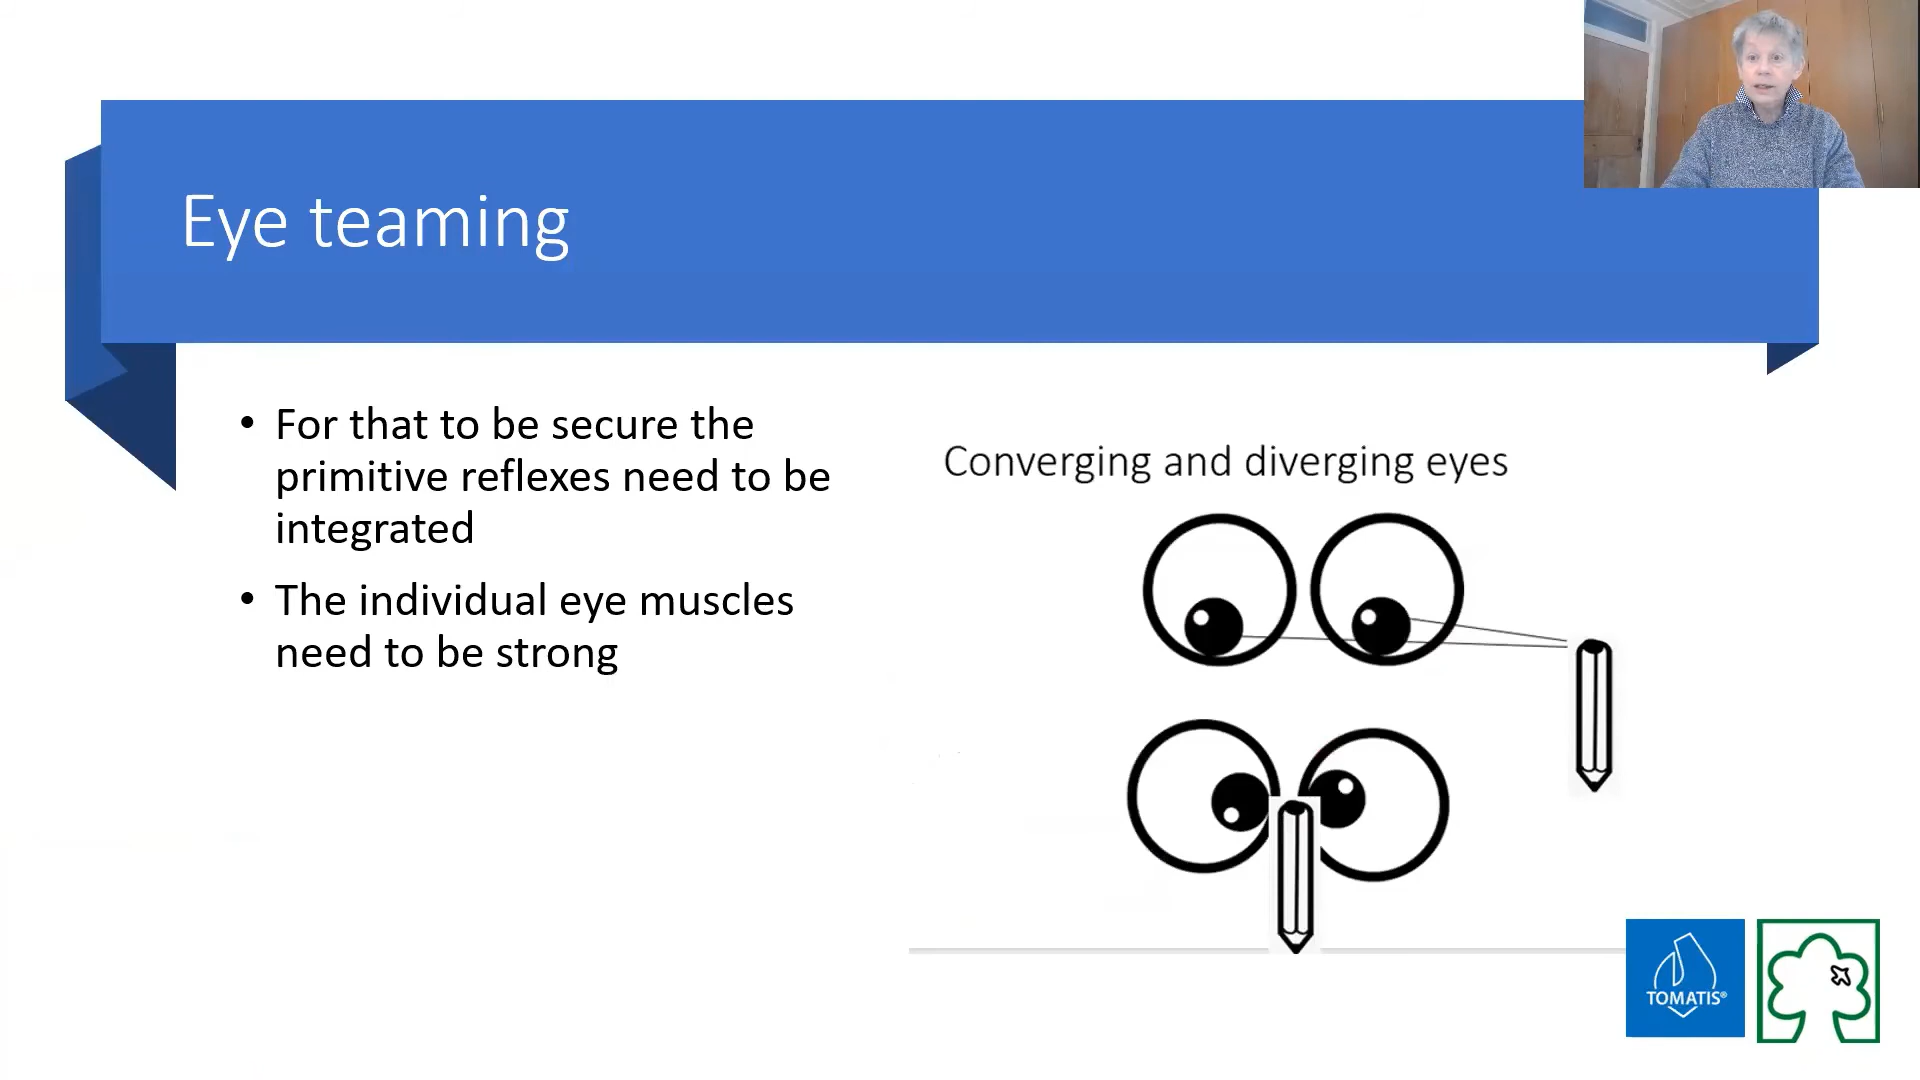 Eye teaming
• For that to be secure the
primitive reflexes need to be
integrated
• The individual eye muscles
need to be strong
Converging and diverging eyes
TOMATIS®